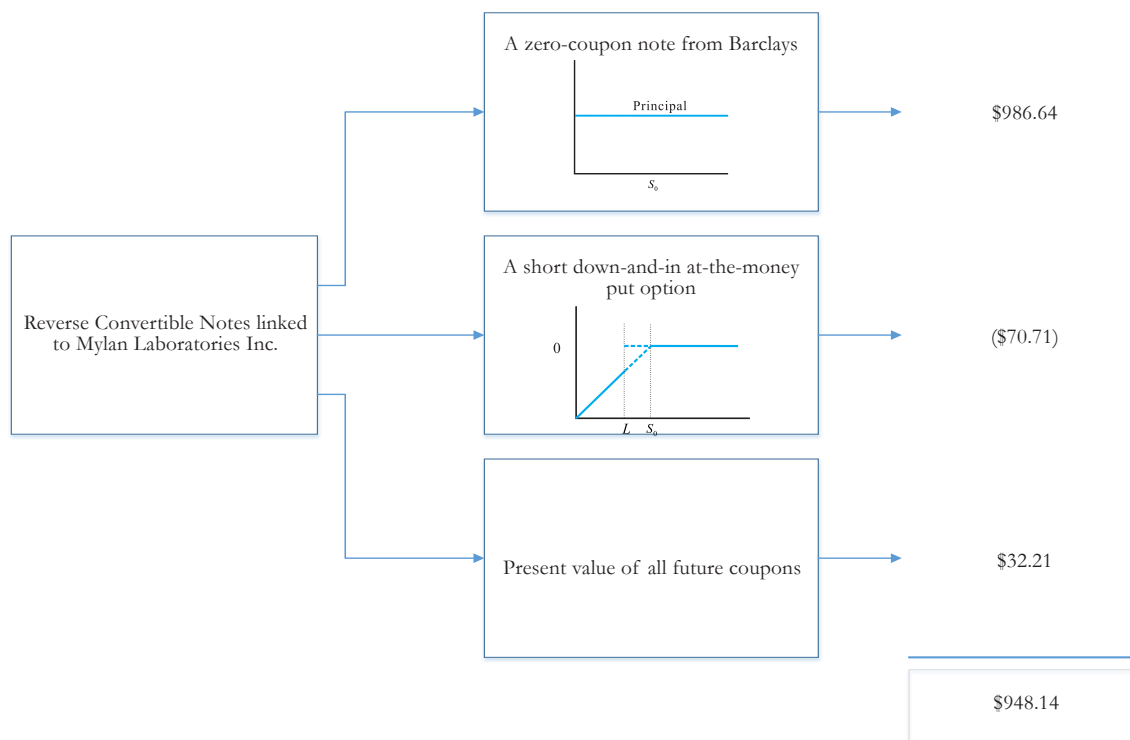 A zero-coupon note from Barclays
Principal
S₀
$986.64
Reverse Convertible Notes linked
to Mylan Laboratories Inc.
A short down-and-in at-the-money
put option
0
L S₀
($70.71)
Present value of all future coupons
$32.21
$948.14